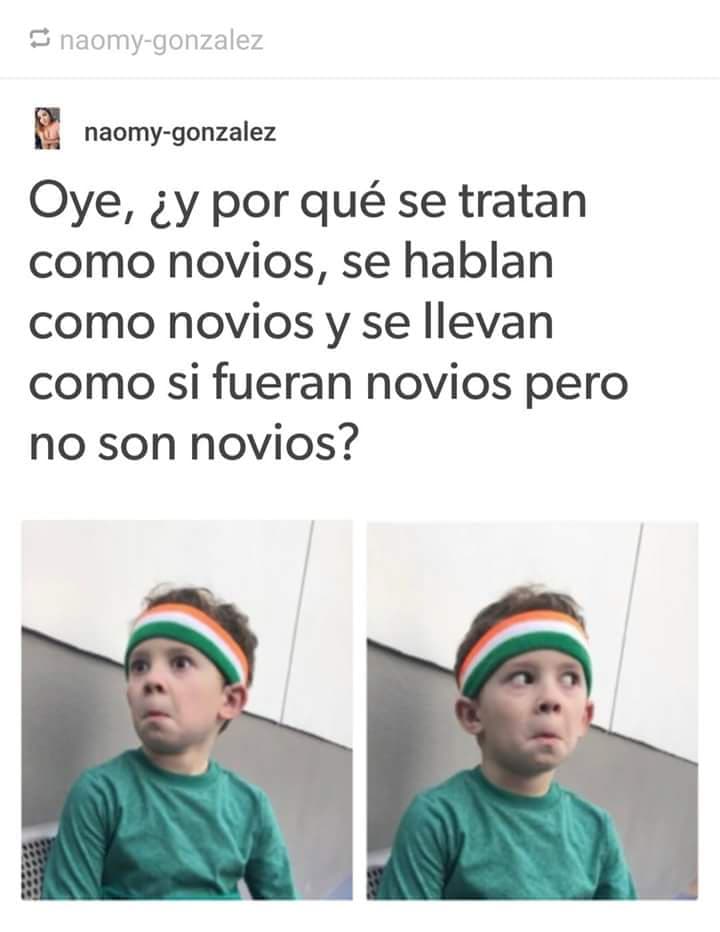 naomy-gonzalez
naomy-gonzalez
Oye, ¿y por qué se tratan
como novios, se hablan
como novios y se llevan
como si fueran novios pero
no son novios?